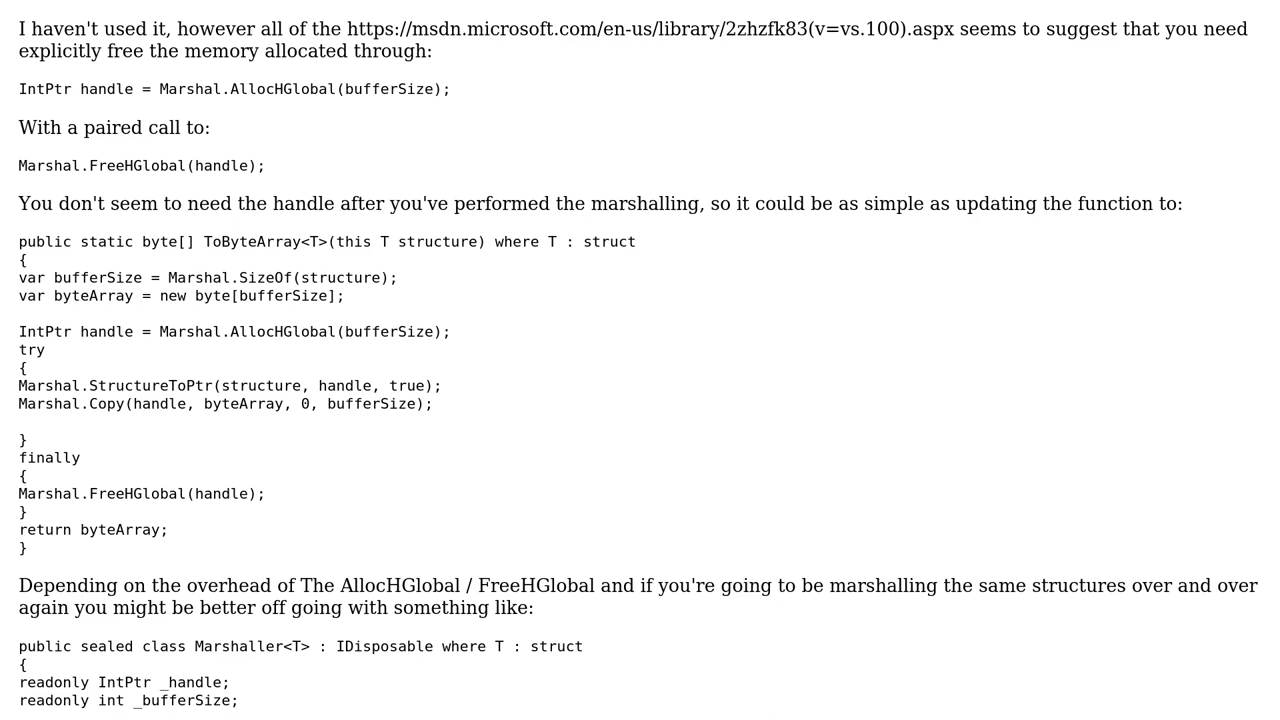 I haven't used it, however all of the https://msdn.microsoft.com/en-us/library/2zhzfk83(v=vs.100).aspx seems to suggest that you need
explicitly free the memory allocated through:
IntPtr handle = Marshal.AllocHGlobal(bufferSize);
With a paired call to:
Marshal.FreeHGlobal(handle);
You don't seem to need the handle after you've performed the marshalling, so it could be as simple as updating the function to:
public static byte[] ToByteArray<T>(this T structure) where T : struct
{
var bufferSize = Marshal.SizeOf(structure);
var byteArray = new byte[bufferSize];
IntPtr handle = Marshal.AllocHGlobal(bufferSize);
try
{
Marshal.StructureToPtr(structure, handle, true);
Marshal.Copy(handle, byteArray, 0, bufferSize);
}
finally
{
Marshal.FreeHGlobal(handle);
}
return byteArray;
}
Depending on the overhead of The AllocHGlobal / FreeHGlobal and if you're going to be marshalling the same structures over and over
again you might be better off going with something like:
public sealed class Marshaller<T> : IDisposable where T : struct
{
readonly IntPtr _handle;
readonly int _bufferSize;